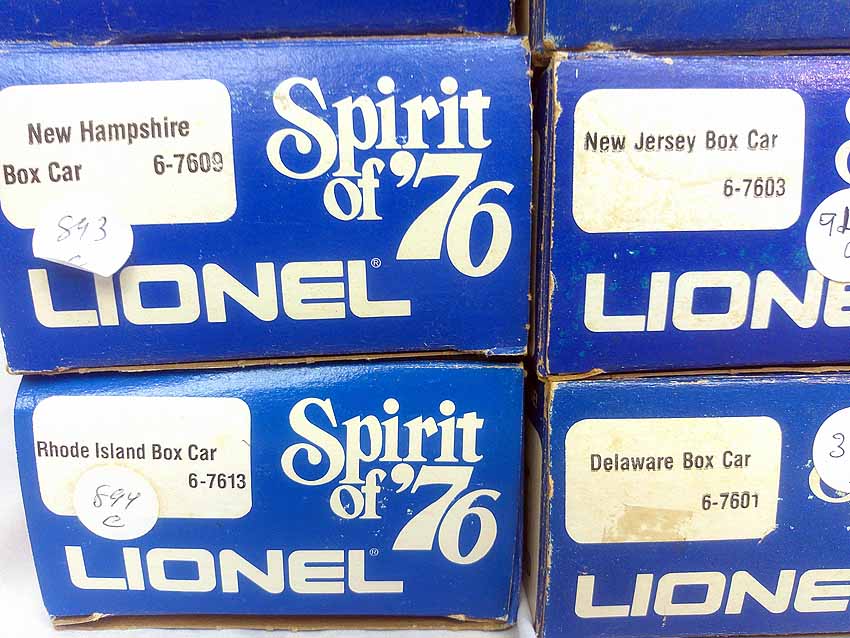 New Hampshire
Box Car 6-7609
893
Spirit
of '76
LIONEL®
New Jersey Box Car
6-7603
LIONE
Rhode Island Box Car
6-7613
894
C
Spirit
of '76
LIONEL®
Delaware Box Car
6-7601
3
LIONE